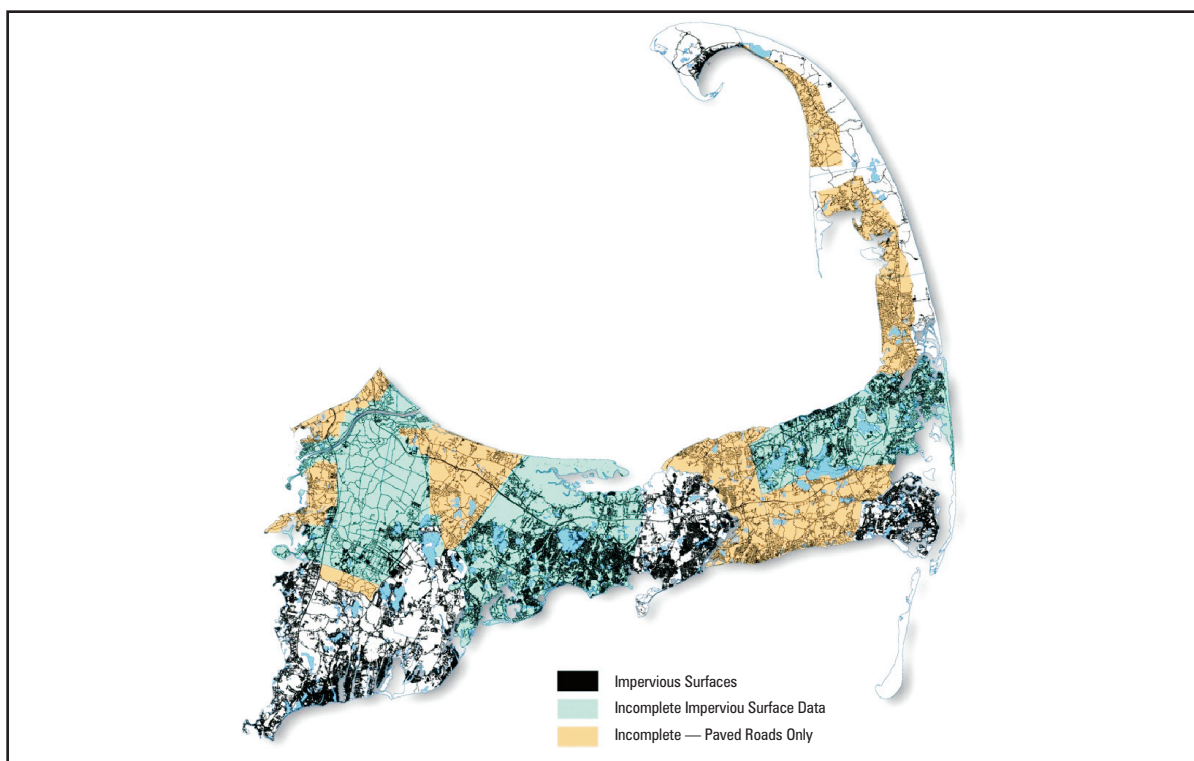 Impervious Surfaces
Incomplete Imperviou Surface Data
Incomplete — Paved Roads Only